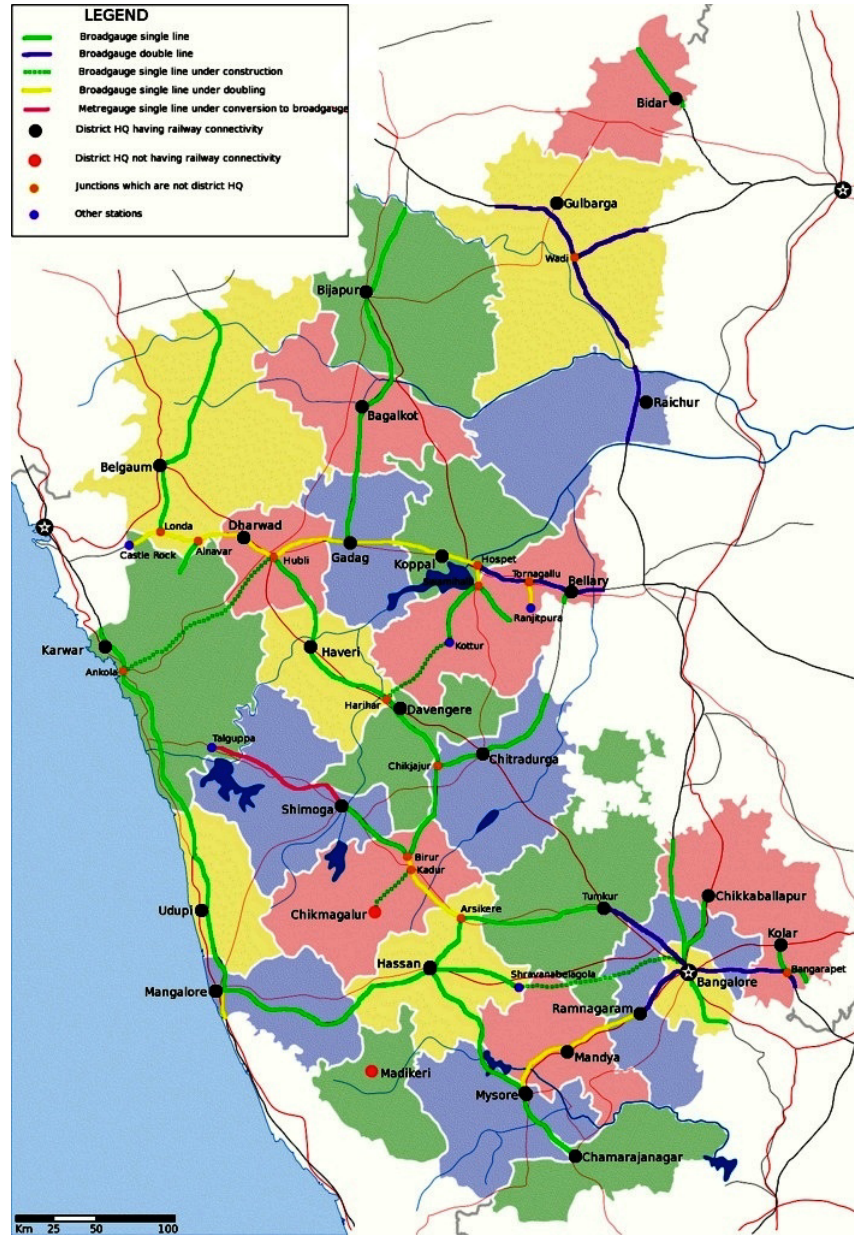 LEGEND
Broadgauge single line
Broadgauge double line
Broadgauge single line under construction
Broadgauge single line under doubling
Metregauge single line under conversion to broadgauge
District HQ having railway connectivity
District HQ not having railway connectivity
Junctions which are not district HQ
Other stations
Bidar
Gulbarga
Wadi
Bijapur
Raichur
Bagalkot
Belgaum
Londa
Dharwad
Castle Rock
Alnavar
Hubli
Gadag
Koppal
Hospet
Tornagallu
Bellary
Ranjitpura
Karwar
Haveri
Kottur
Ankola
Harihar
Davengere
Talguppa
Chikjajur
Chitradurga
Shimoga
Birur
Kadur
Chikmagalur
Arsikere
Tumkur
Chikkaballapur
Udupi
Kolar
Hassan
Shravanabelagola
Bangarapet
Bangalore
Mangalore
Ramnagaram
Mandya
Madikeri
Mysore
Chamarajanagar
Km 25 50 100